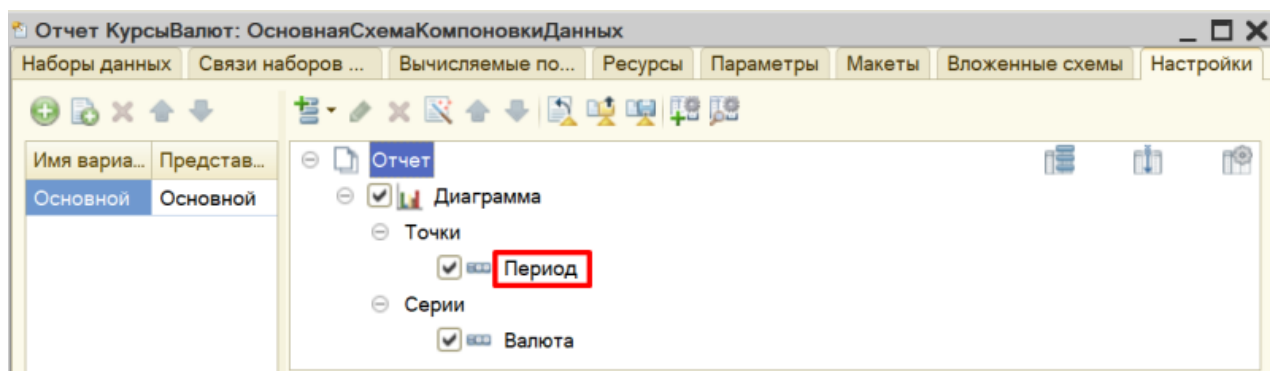 Отчет КурсыВалют: ОсновнаяСхемаКомпоновкиДанных
Наборы данных Связи наборов ... Вычисляемые по... Ресурсы Параметры Макеты Вложенные схемы Настройки
Имя вариа... Представ...
Основной Основной
Отчет
Диаграмма
Точки
Период
Серии
Валюта